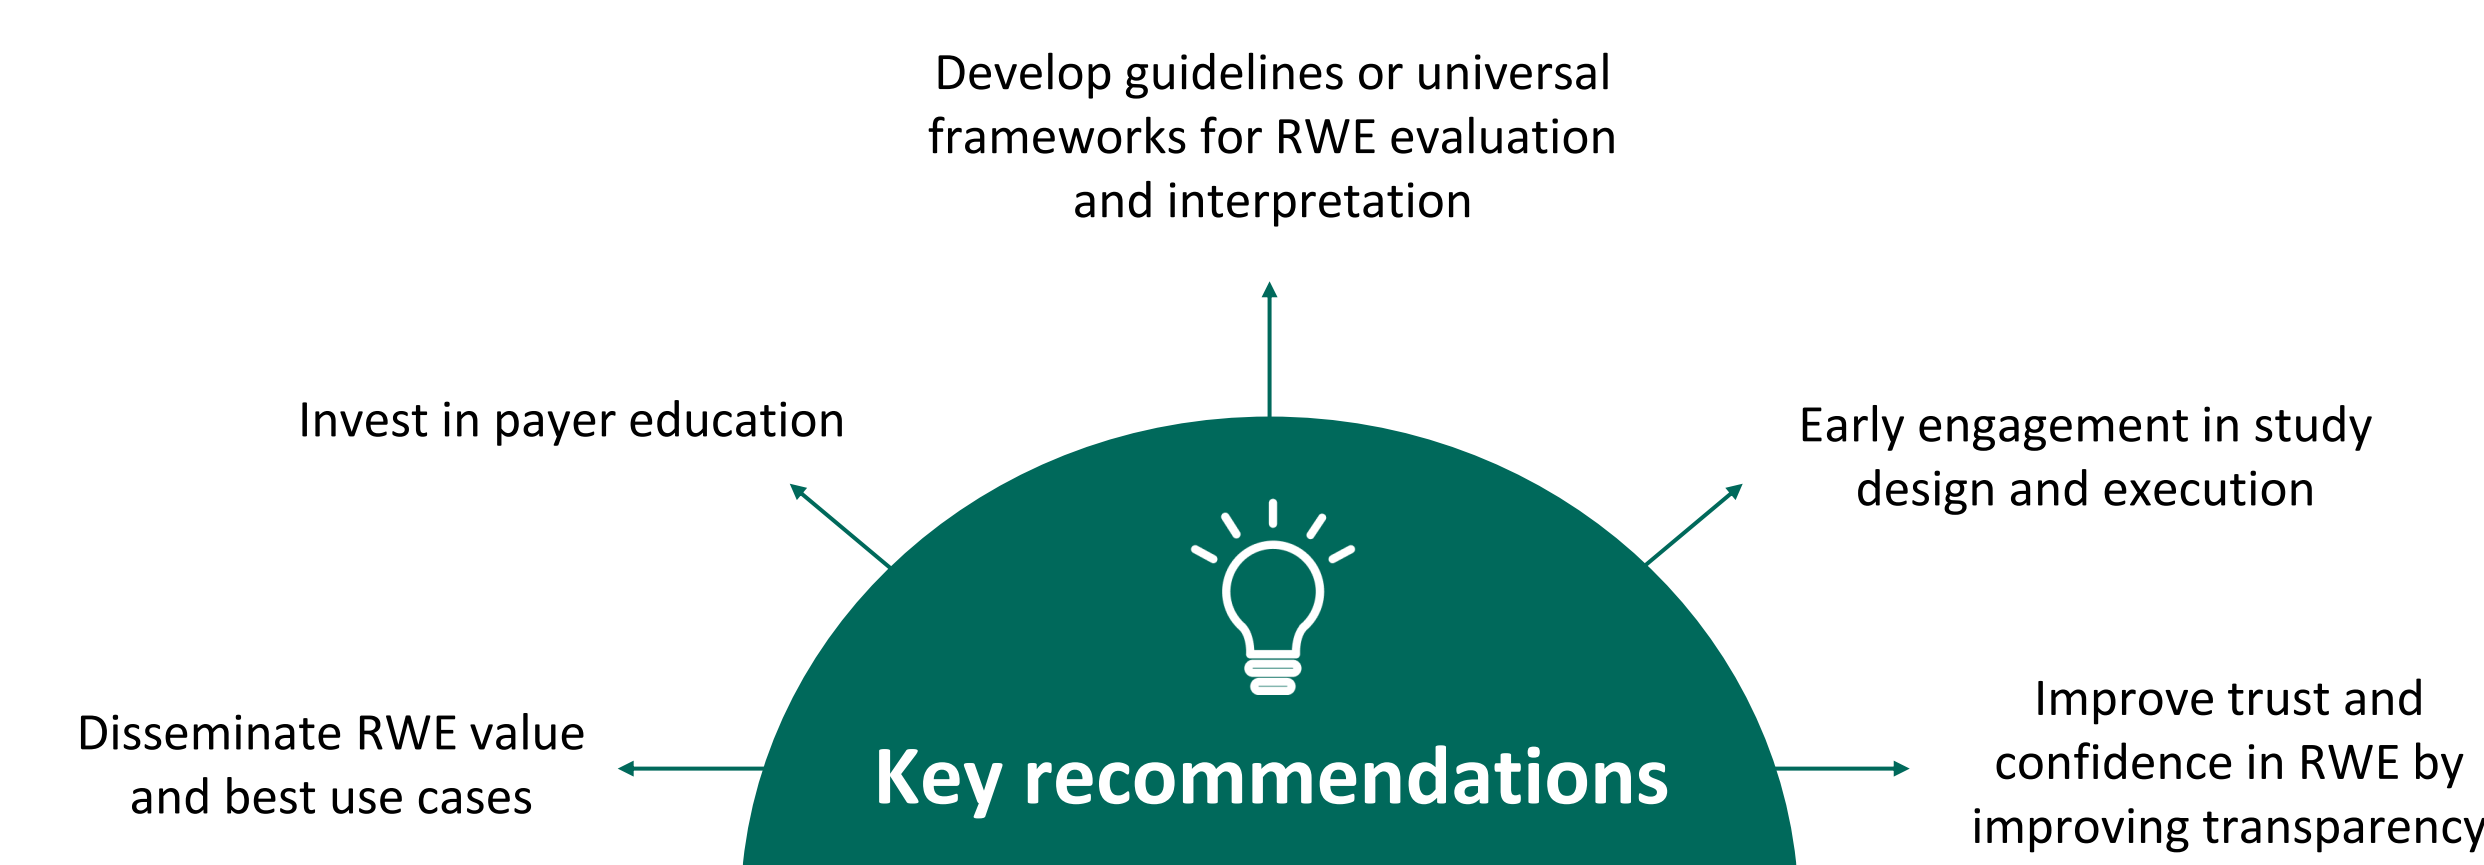 Develop guidelines or universal
frameworks for RWE evaluation
and interpretation
Invest in payer education
Early engagement in study
design and execution
Disseminate RWE value
and best use cases
Key recommendations
Improve trust and
confidence in RWE by
improving transparency